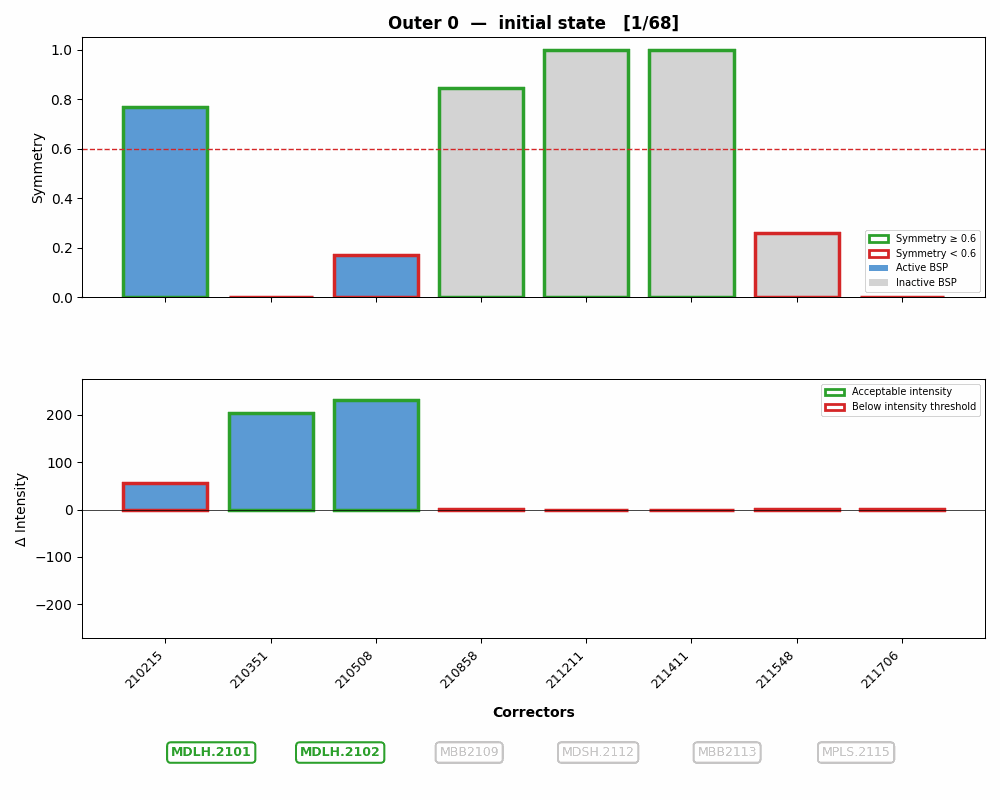 Outer 0 — initial state [1/68]
Symmetry
1.0
0.8
0.6
0.4
0.2
0.0
Symmetry ≥ 0.6
Symmetry < 0.6
Active BSP
Inactive BSP
Δ Intensity
200
100
0
−100
−200
Acceptable intensity
Below intensity threshold
210215
210351
210508
210858
211211
211411
211548
211706
Correctors
MDLH.2101
MDLH.2102
MBB2109
MDSH.2112
MBB2113
MPLS.2115